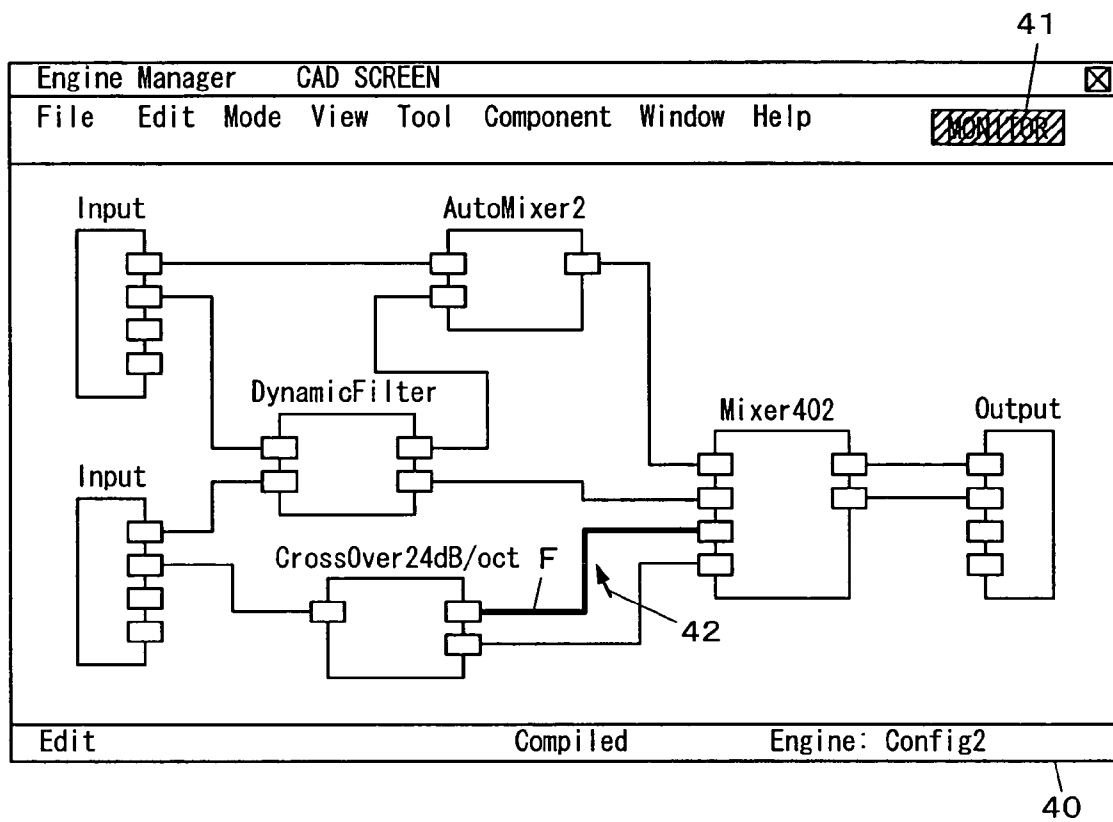 41
Engine Manager CAD SCREEN
File Edit Mode View Tool Component Window Help MONITOR
Input
AutoMixer2
DynamicFilter
Mixer402
Output
Input
CrossOver24dB/oct F
42
Edit Compiled Engine: Config2
40